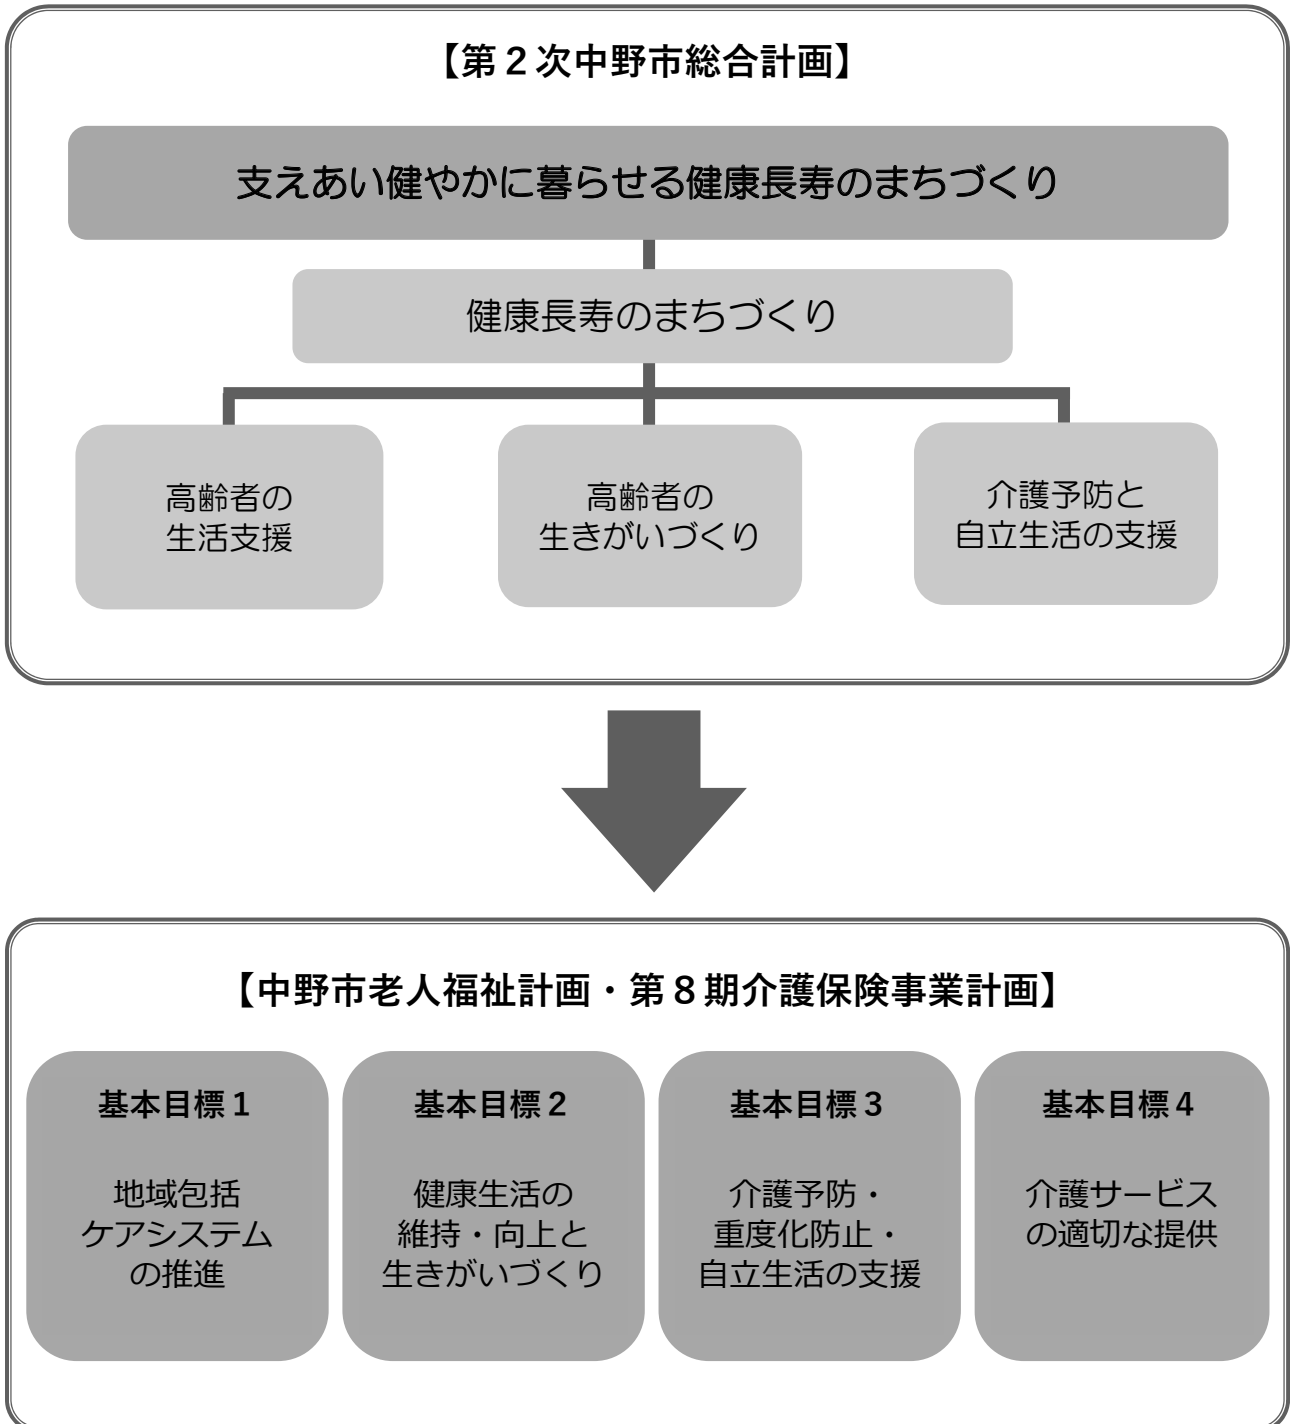 【第２次中野市総合計画】
支えあい健やかに暮らせる健康長寿のまちづくり
健康長寿のまちづくり
高齢者の
生活支援
高齢者の
生きがいづくり
介護予防と
自立生活の支援
【中野市老人福祉計画・第８期介護保険事業計画】
基本目標１
地域包括
ケアシステム
の推進
基本目標２
健康生活の
維持・向上と
生きがいづくり
基本目標３
介護予防・
重度化防止・
自立生活の支援
基本目標４
介護サービス
の適切な提供